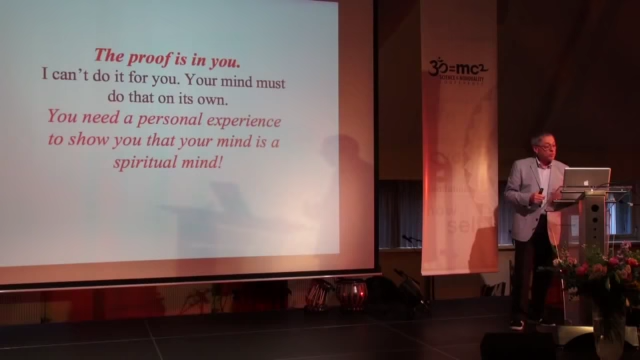 The proof is in you.
I can't do it for you. Your mind must
do that on its own.
You need a personal experience
to show you that your mind is a
spiritual mind!
ॐ=mc2